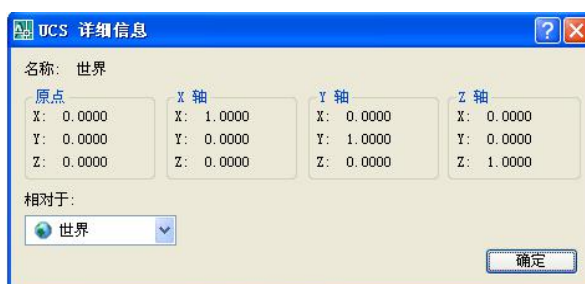 UCS 详细信息
名称: 世界
原点 X 轴 Y 轴 Z 轴
X: 0.0000 X: 1.0000 X: 0.0000 X: 0.0000
Y: 0.0000 Y: 0.0000 Y: 1.0000 Y: 0.0000
Z: 0.0000 Z: 0.0000 Z: 0.0000 Z: 1.0000
相对于:
世界
确定